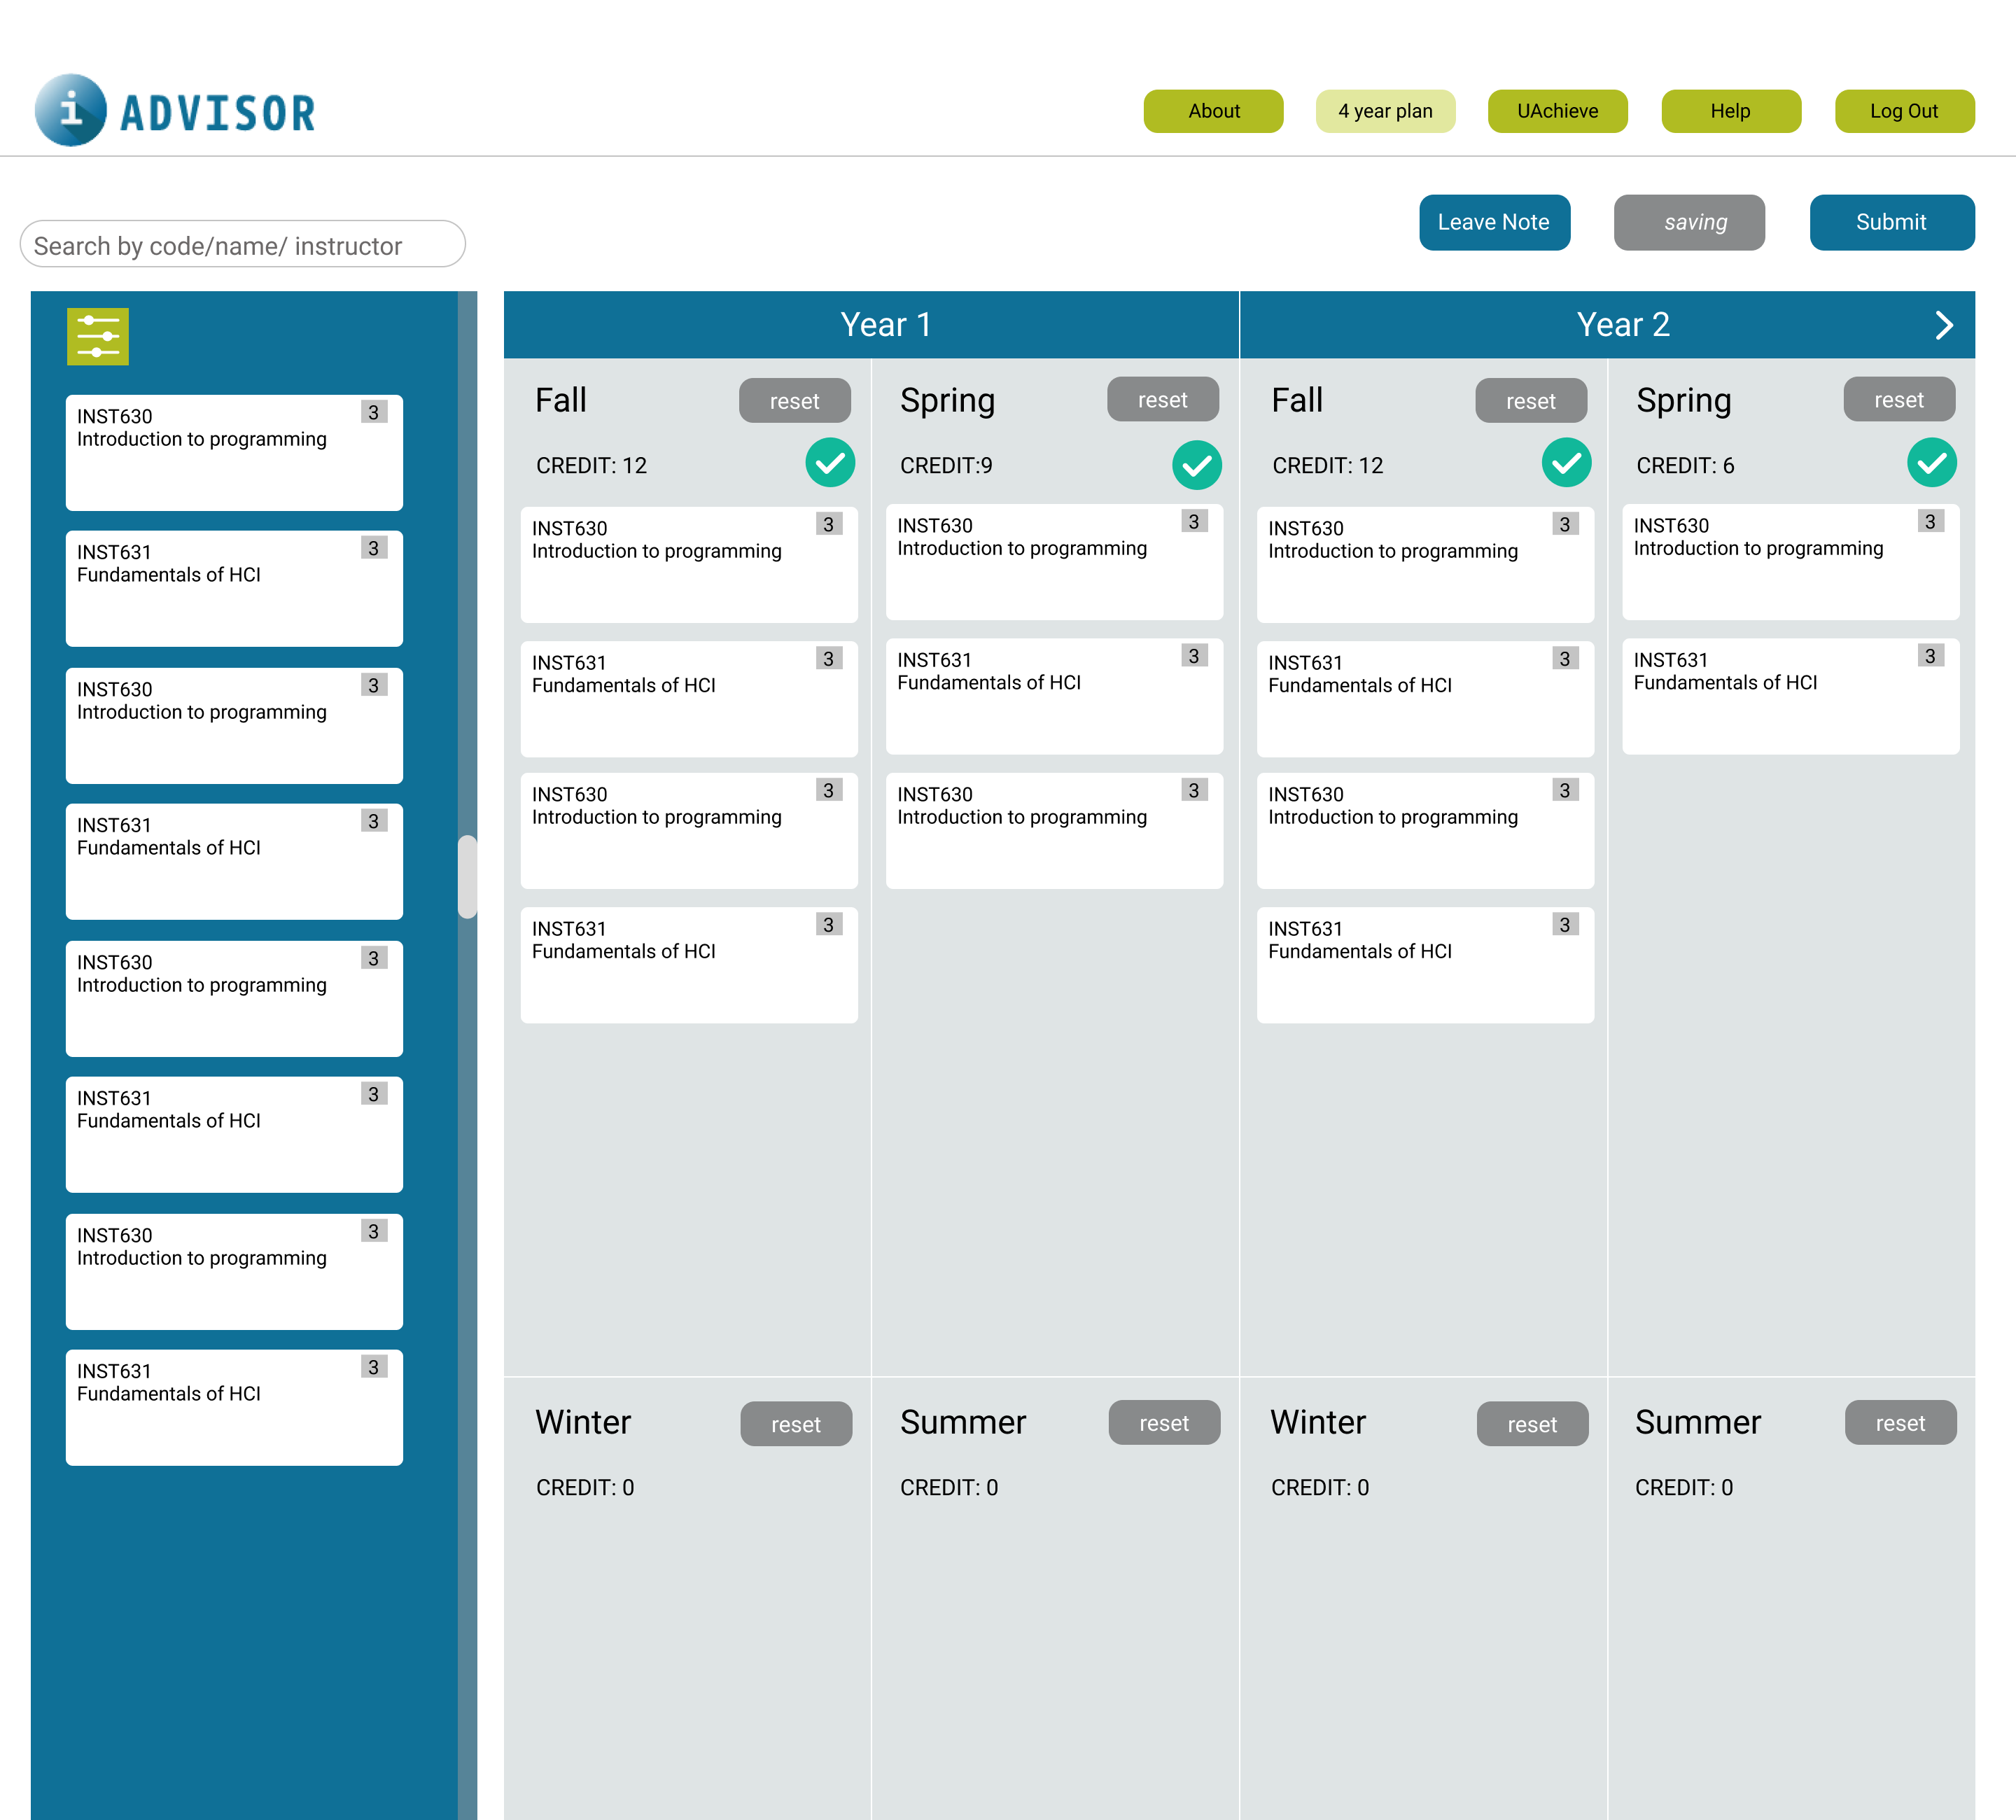 i ADVISOR
About
4 year plan
UAchieve
Help
Log Out
Leave Note
saving
Submit
Search by code/name/ instructor
INST630
3
Introduction to programming
INST631
3
Fundamentals of HCI
INST630
3
Introduction to programming
INST631
3
Fundamentals of HCI
INST630
3
Introduction to programming
INST631
3
Fundamentals of HCI
INST630
3
Introduction to programming
INST631
3
Fundamentals of HCI
Year 1
Year 2
Fall
reset
CREDIT: 12
INST630
3
Introduction to programming
INST631
3
Fundamentals of HCI
INST630
3
Introduction to programming
INST631
3
Fundamentals of HCI
Spring
reset
CREDIT:9
INST630
3
Introduction to programming
INST631
3
Fundamentals of HCI
INST630
3
Introduction to programming
Fall
reset
CREDIT: 12
INST630
3
Introduction to programming
INST631
3
Fundamentals of HCI
INST630
3
Introduction to programming
INST631
3
Fundamentals of HCI
Spring
reset
CREDIT: 6
INST630
3
Introduction to programming
INST631
3
Fundamentals of HCI
Winter
reset
CREDIT: 0
Summer
reset
CREDIT: 0
Winter
reset
CREDIT: 0
Summer
reset
CREDIT: 0